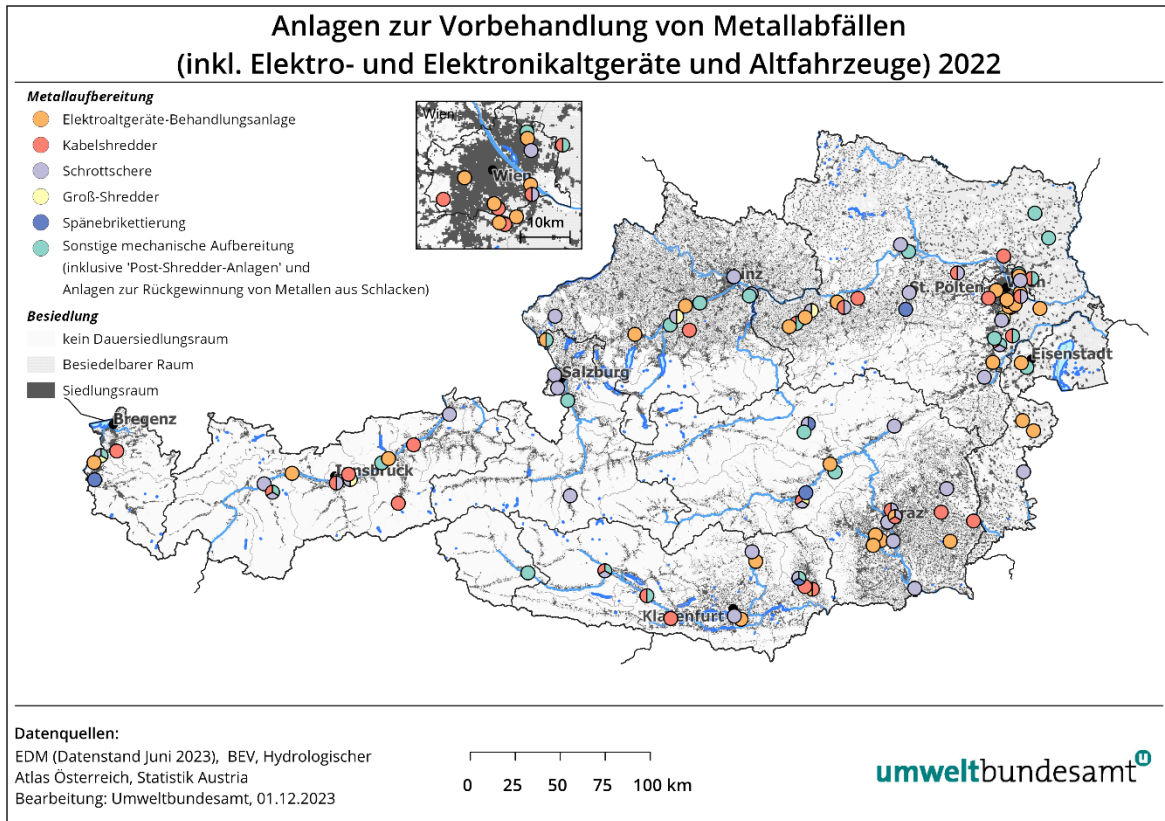 Anlagen zur Vorbehandlung von Metallabfällen
(inkl. Elektro- und Elektronikaltgeräte und Altfahrzeuge) 2022
Metallaufbereitung
Elektroaltgeräte-Behandlungsanlage
Kabelshredder
Schrottschere
Groß-Shredder
Spänebrikettierung
Sonstige mechanische Aufbereitung
(inklusive 'Post-Shredder-Anlagen' und
Anlagen zur Rückgewinnung von Metallen aus Schlacken)
Besiedlung
kein Dauersiedlungsraum
Besiedelbarer Raum
Siedlungsraum
Wien
Wien
10km
St. Pölten
Eisenstadt
Salzburg
Bregenz
Innsbruck
Klagenfurt
Datenquellen:
EDM (Datenstand Juni 2023), BEV, Hydrologischer
Atlas Österreich, Statistik Austria
Bearbeitung: Umweltbundesamt, 01.12.2023
0 25 50 75 100 km
umweltbundesamt